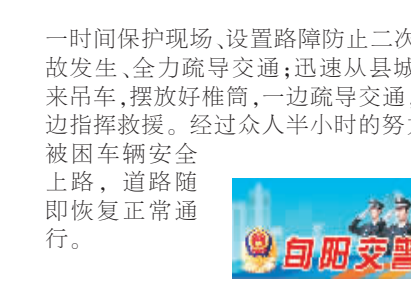 一时间保护现场、设置路障防止二次
故发生、全力疏导交通;迅速从县城
来吊车,摆放好椎筒,一边疏导交通,
边指挥救援。经过众人半小时的努力
被困车辆安全
上路，道路随
即恢复正常通
行。
旬阳交警